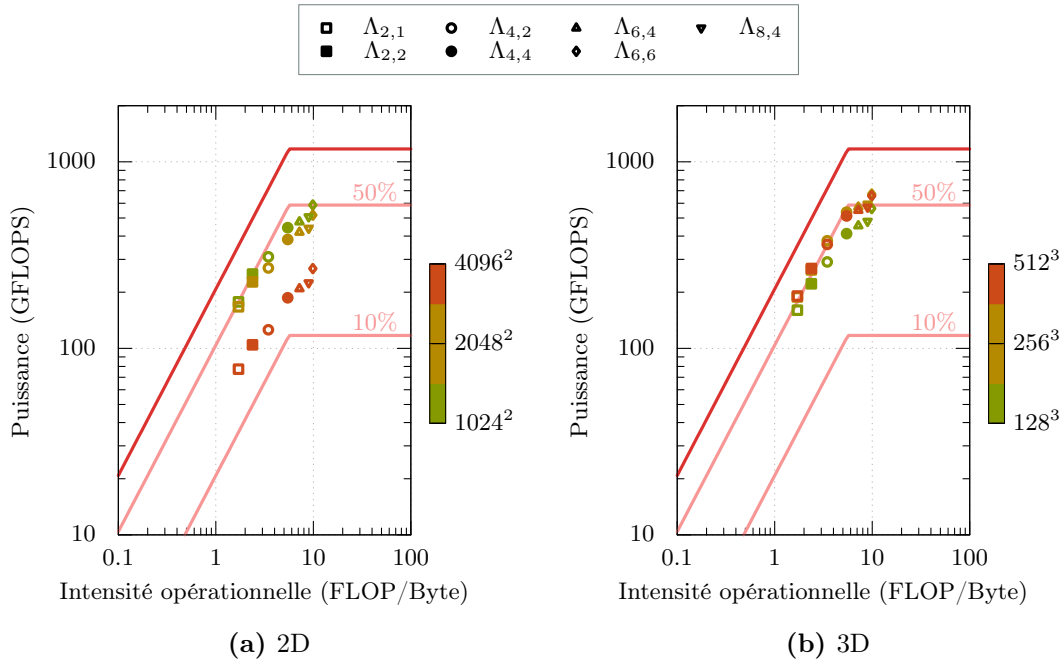 Λ2,1 Λ4,2 Λ6,4 Λ8,4
Λ2,2 Λ4,4 Λ6,6
Puissance (GFLOPS)
1000
100
10
0.1 1 10 100
50%
10%
4096²
2048²
1024²
Intensité opérationnelle (FLOP/Byte)
(a) 2D
Puissance (GFLOPS)
1000
100
10
0.1 1 10 100
50%
10%
512³
256³
128³
Intensité opérationnelle (FLOP/Byte)
(b) 3D